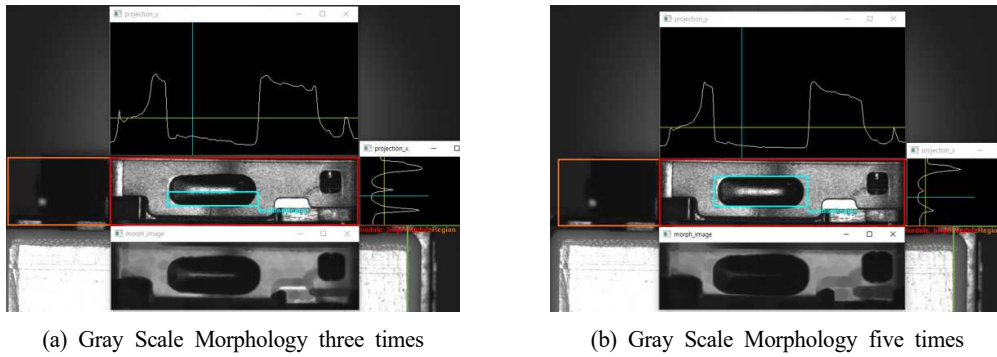 projection_y
projection_y
projection_x
projection_x
morph_image
morph_image
(a) Gray Scale Morphology three times
(b) Gray Scale Morphology five times